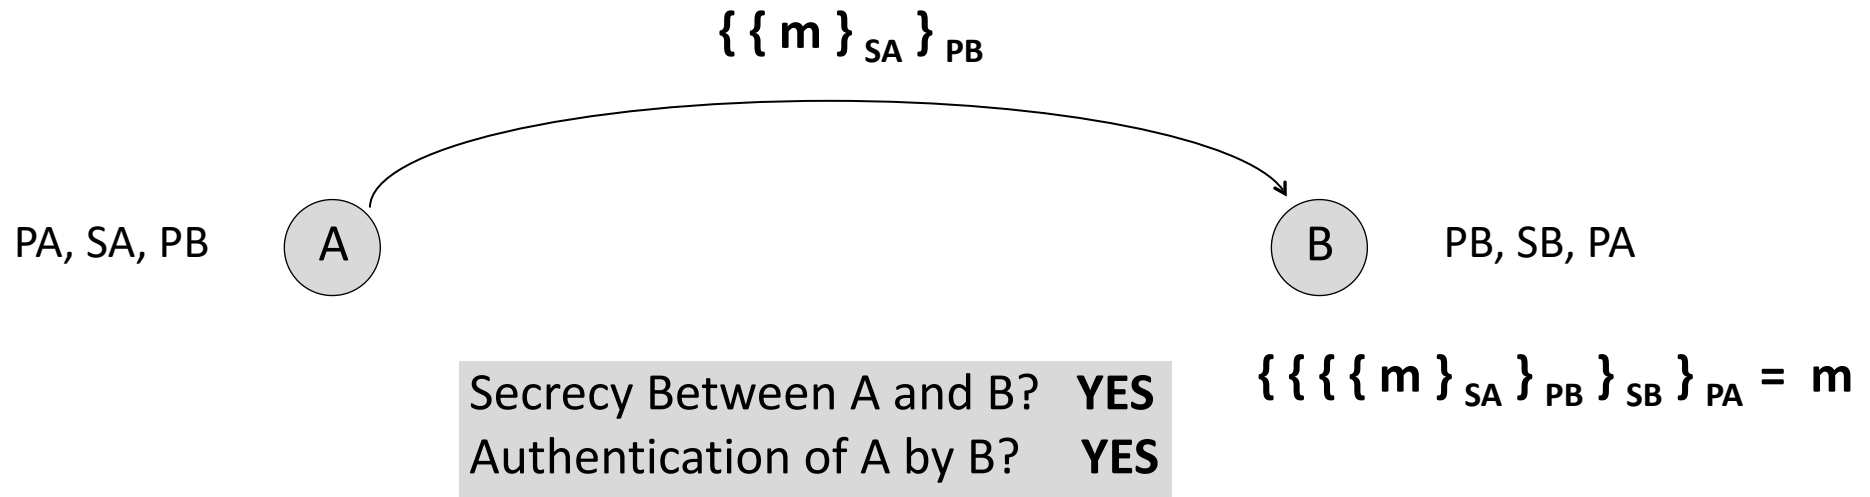 { { m } SA } PB
PA, SA, PB
A
B
PB, SB, PA
{ { { { m } SA } PB } SB } PA = m
Secrecy Between A and B? YES
Authentication of A by B? YES